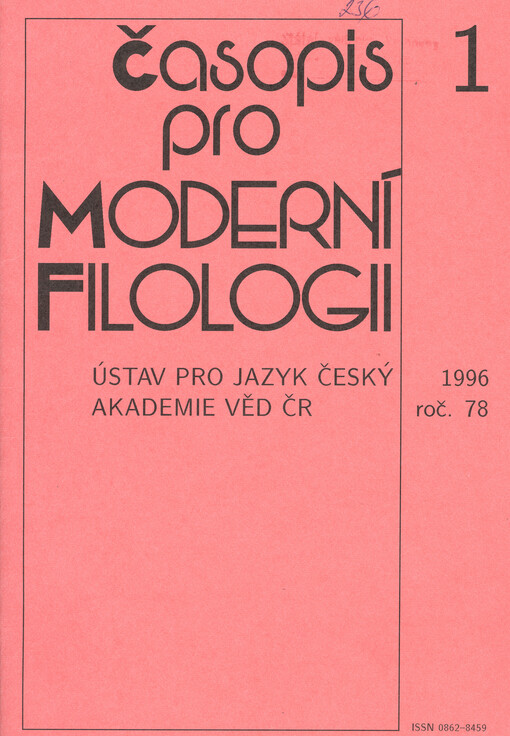 236
Časopis 1
pro
MODERNÍ
FILOLOGII
ÚSTAV PRO JAZYK ČESKÝ 1996
AKADEMIE VĚD ČR roč. 78
ISSN 0862-8459